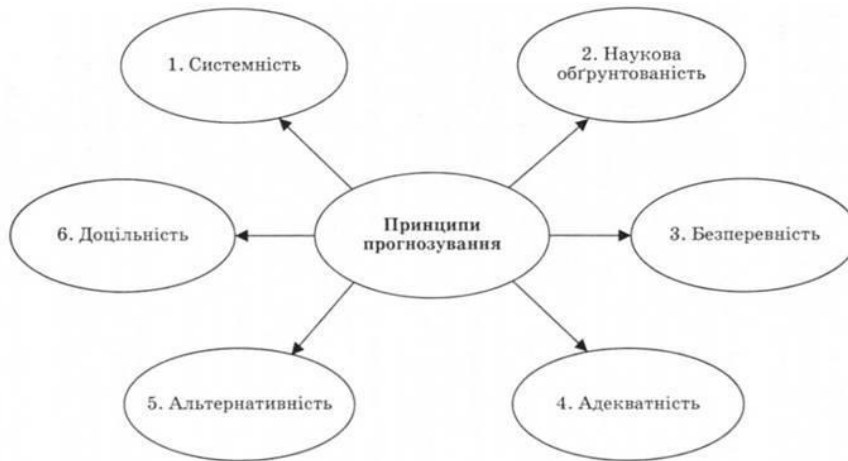 1. Системність
2. Наукова
обґрунтованість
Принципи
прогнозування
6. Доцільність
3. Безперевність
5. Альтернативність
4. Адекватність